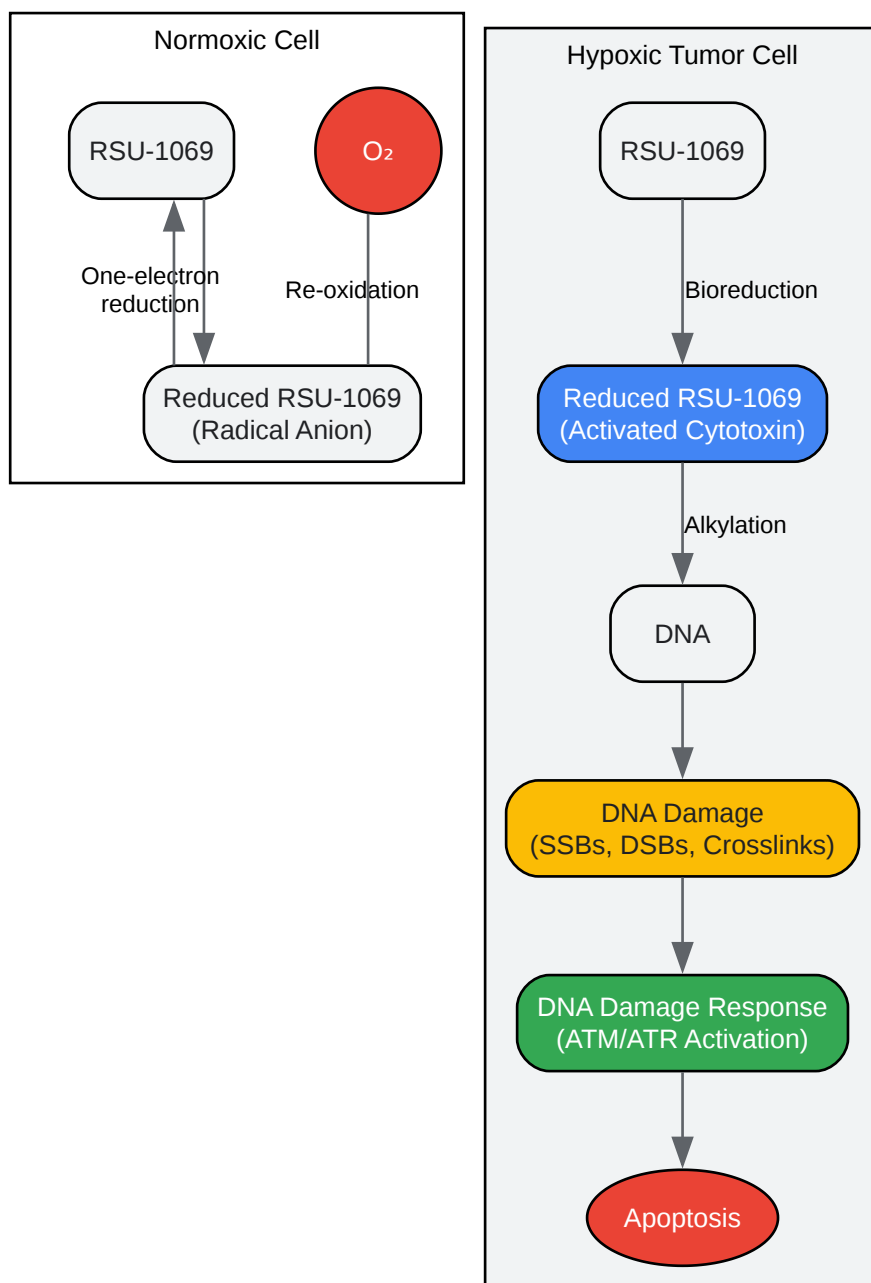 Normoxic Cell
RSU-1069
O₂
One-electron
reduction
Re-oxidation
Reduced RSU-1069
(Radical Anion)
Hypoxic Tumor Cell
RSU-1069
Bioreduction
Reduced RSU-1069
(Activated Cytotoxin)
Alkylation
DNA
DNA Damage
(SSBs, DSBs, Crosslinks)
DNA Damage Response
(ATM/ATR Activation)
Apoptosis